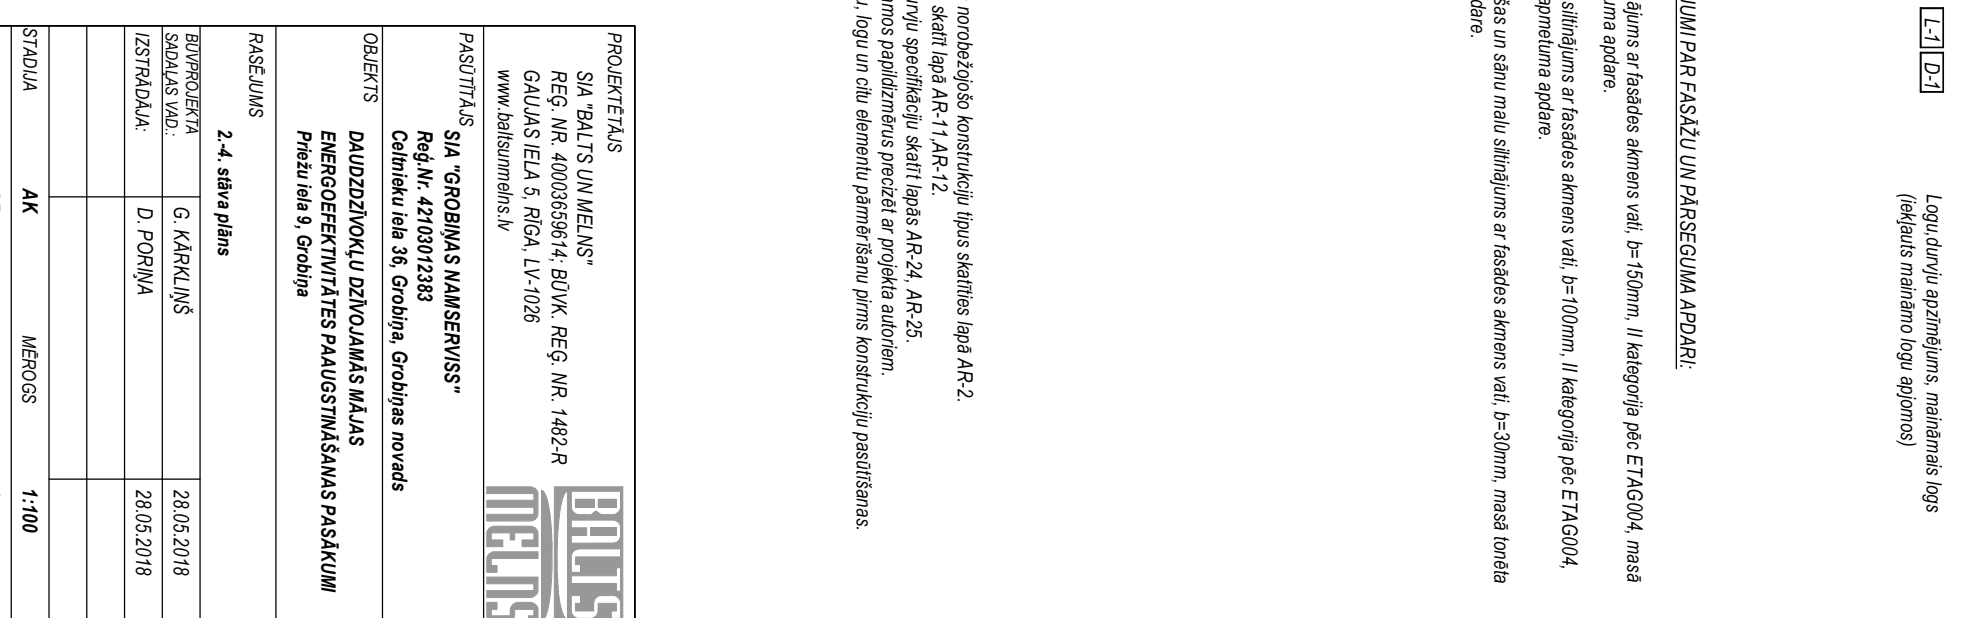 L-1 D-1
Logu,durvju apzīmējums, maināmais logs
(iekļauts maināmo logu apjomos)
PAR FASĀŽU UN PĀRSEGUMA APDARI:
ar fasādes akmens vati, b=150mm, II kategorija pēc ETAG004, masā
apdare.
siltinājums ar fasādes akmens vati, b=100mm, II kategorija pēc ETAG004,
apmetuma apdare.
un sānu malu siltinājums ar fasādes akmens vati, b=30mm, masā tonēta
norobežojošo konstrukciju tipus skatīties lapā AR-2.
skatīt lapā AR-11,AR-12.
specifikāciju skatīt lapās AR-24, AR-25.
papildizmērus precizēt ar projekta autoriem.
logu un citu elementu pārmērīšanu pirms konstrukciju pasūtīšanas.
PROJEKTĒTĀJS
SIA "BALTS UN MELNS"
REĢ. NR. 40003659614; BŪVK. REĢ. NR. 1482-R
GAUJAS IELA 5, RĪGA, LV-1026
www.baltsunmelns.lv
BALTS
MELNS
PASŪTĪTĀJS
SIA "GROBIŅAS NAMSERVISS"
Reģ.Nr. 42103012383
Celtnieku iela 36, Grobiņa, Grobiņas novads
OBJEKTS
DAUDZDZĪVOKĻU DZĪVOJAMĀS MĀJAS
ENERGOEFEKTIVITĀTES PAAUGSTINĀŠANAS PASĀKUMI
Priežu iela 9, Grobiņa
RASĒJUMS
2.-4. stāva plāns
BŪVPROJEKTA
SADAĻAS VAD.: G. KĀRKLIŅŠ 28.05.2018
IZSTRĀDĀJA: D. PORIŅA 28.05.2018
STADIJA AK MĒROGS 1:100